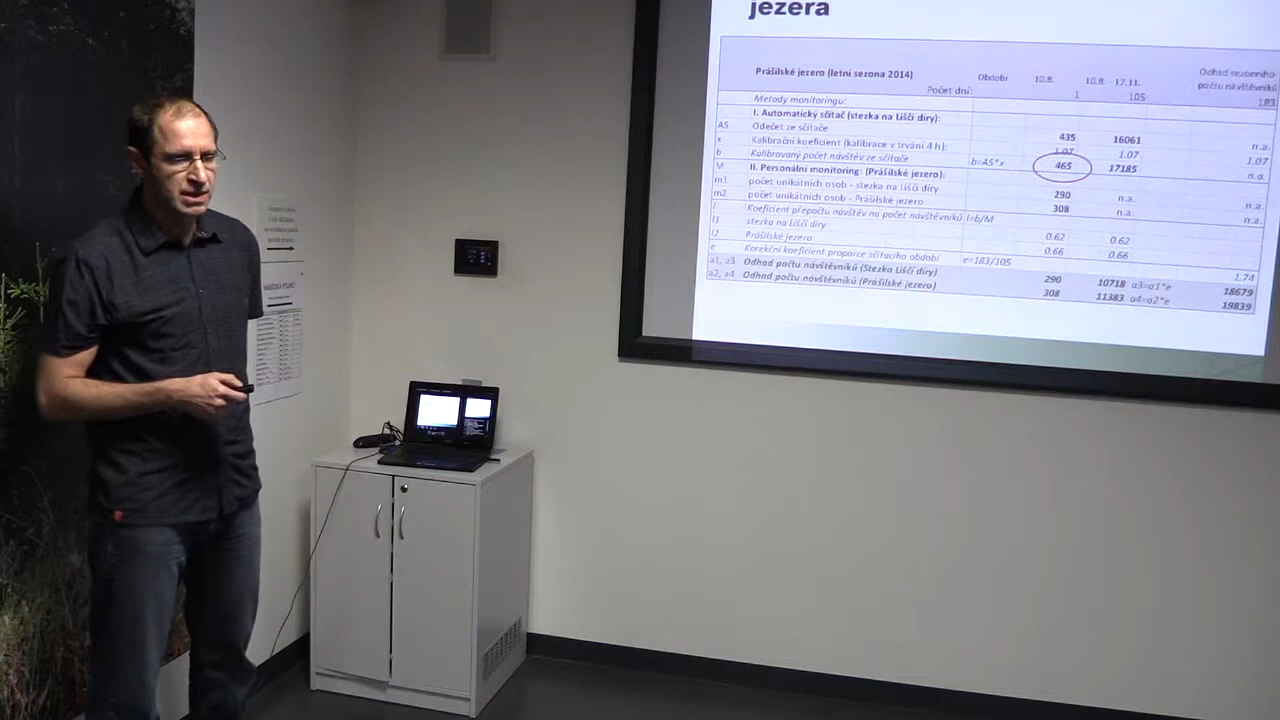 jezera
Prášilské jezero (letní sezona 2014) Období 10.8. 10.8. - 17.11. Odhad sezónního
Počet dní: 1 105 počtu návštěvníků
Metody monitoringu: 183
I. Automatický sčítač (stezka na Liščí díry):
AS Odečet ze sčítače 435 16061 n.a.
x Kalibrační koeficient (kalibrace v trvání 4 h): 1.07 1.07 1.07
b Kalibrovaný počet návštěv ze sčítače b=AS*x 465 17185 n.a.
M II. Personální monitoring: (Prášilské jezero):
m1 počet unikátních osob - stezka na Liščí díry 290 n.a. n.a.
m2 počet unikátních osob - Prášilské jezero 308 n.a. n.a.
l Koeficient přepočtu návštěv na počet návštěvníků l=b/M
l1 stezka na Liščí díry 0.62 0.62
l2 Prášilské jezero 0.66 0.66
e Korekční koeficient proporce sčítacího období e=183/105 1.74
a1, a3 Odhad počtu návštěvníků (Stezka Liščí díry) 290 10718 a3=a1*e 18679
a2, a4 Odhad počtu návštěvníků (Prášilské jezero) 308 11383 a4=a2*e 19839